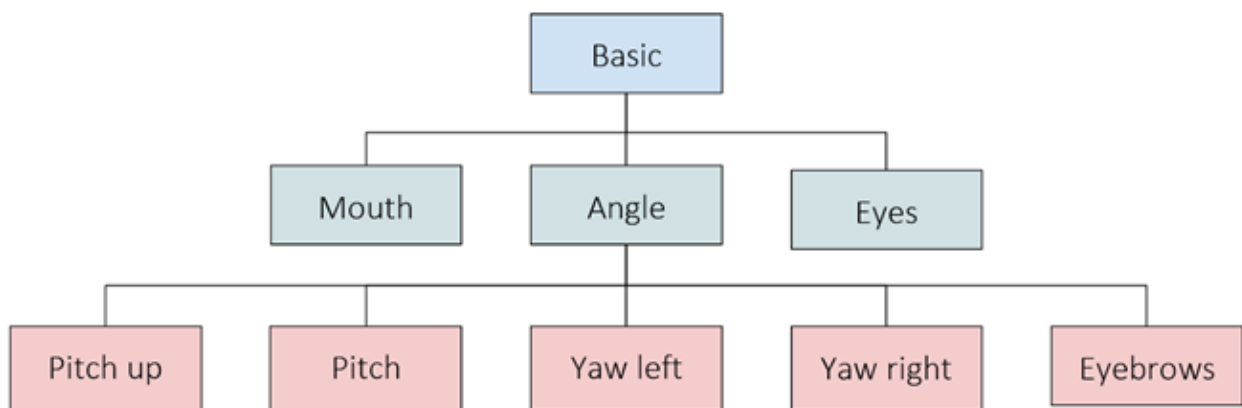 Basic
Mouth
Angle
Eyes
Pitch up
Pitch
Yaw left
Yaw right
Eyebrows